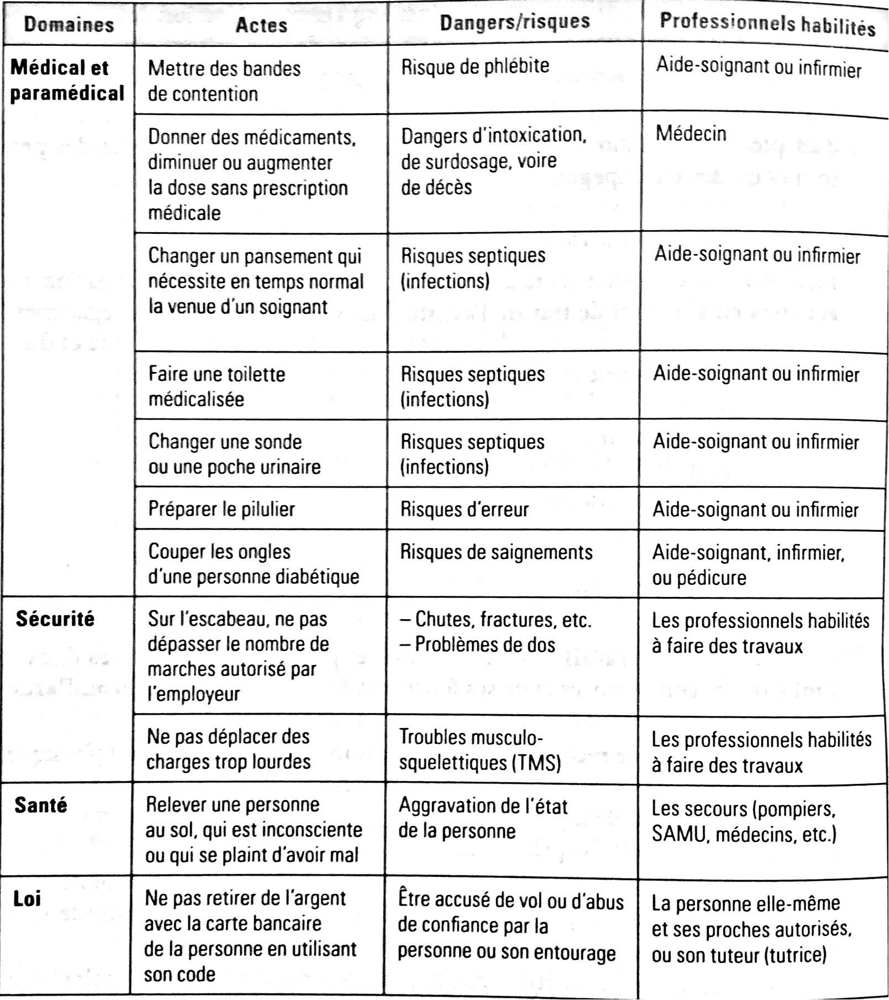 Domaines
Actes
Dangers/risques
Professionnels habilités
Médical et
paramédical
Mettre des bandes
de contention
Risque de phlébite
Aide-soignant ou infirmier
Donner des médicaments,
diminuer ou augmenter
la dose sans prescription
médicale
Dangers d'intoxication,
de surdosage, voire
de décès
Médecin
Changer un pansement qui
nécessite en temps normal
la venue d'un soignant
Risques septiques
(infections)
Aide-soignant ou infirmier
Faire une toilette
médicalisée
Risques septiques
(infections)
Aide-soignant ou infirmier
Changer une sonde
ou une poche urinaire
Risques septiques
(infections)
Aide-soignant ou infirmier
Préparer le pilulier
Risques d'erreur
Aide-soignant ou infirmier
Couper les ongles
d'une personne diabétique
Risques de saignements
Aide-soignant, infirmier,
ou pédicure
Sécurité
Sur l'escabeau, ne pas
dépasser le nombre de
marches autorisé par
l'employeur
– Chutes, fractures, etc.
– Problèmes de dos
Les professionnels habilités
à faire des travaux
Ne pas déplacer des
charges trop lourdes
Troubles musculo-
squelettiques (TMS)
Les professionnels habilités
à faire des travaux
Santé
Relever une personne
au sol, qui est inconsciente
ou qui se plaint d'avoir mal
Aggravation de l'état
de la personne
Les secours (pompiers,
SAMU, médecins, etc.)
Loi
Ne pas retirer de l'argent
avec la carte bancaire
de la personne en utilisant
son code
Être accusé de vol ou d'abus
de confiance par la
personne ou son entourage
La personne elle-même
et ses proches autorisés,
ou son tuteur (tutrice)